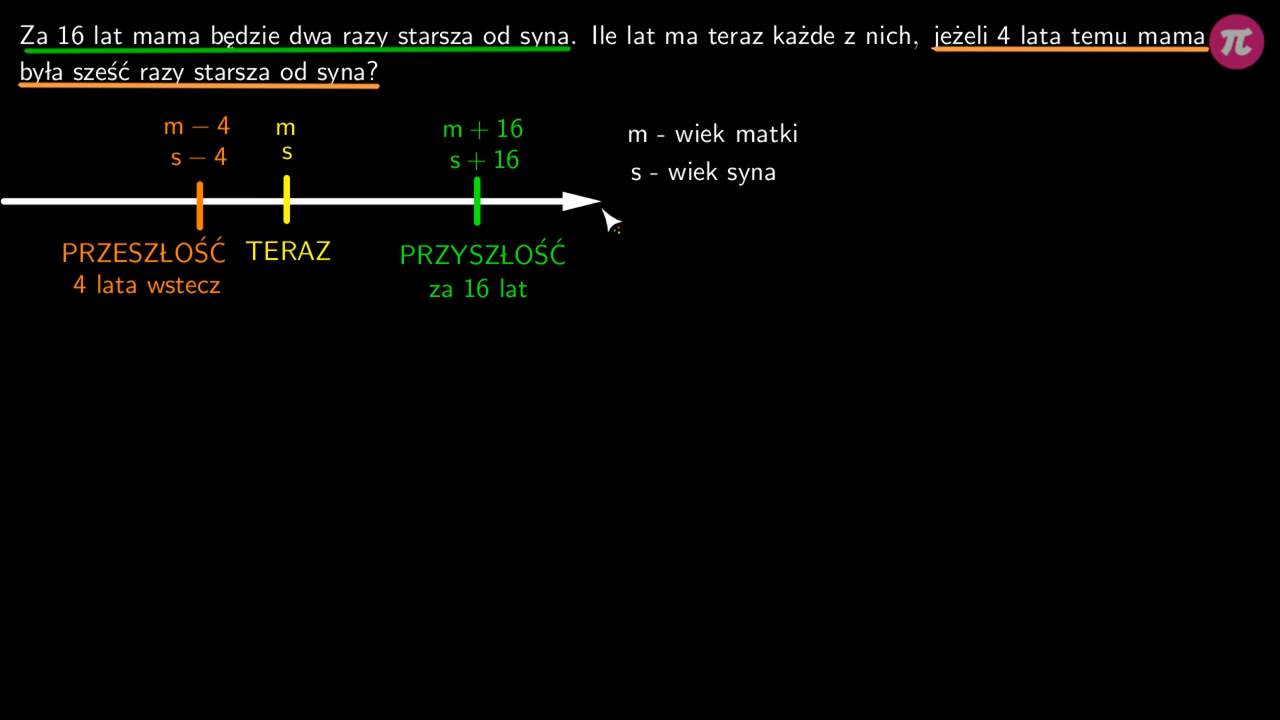 Za 16 lat mama będzie dwa razy starsza od syna. Ile lat ma teraz każde z nich, jeżeli 4 lata temu mama
była sześć razy starsza od syna?
π
m – 4
s – 4
m
s
m + 16
s + 16
m - wiek matki
s - wiek syna
PRZESZŁOŚĆ
4 lata wstecz
TERAZ
PRZYSZŁOŚĆ
za 16 lat